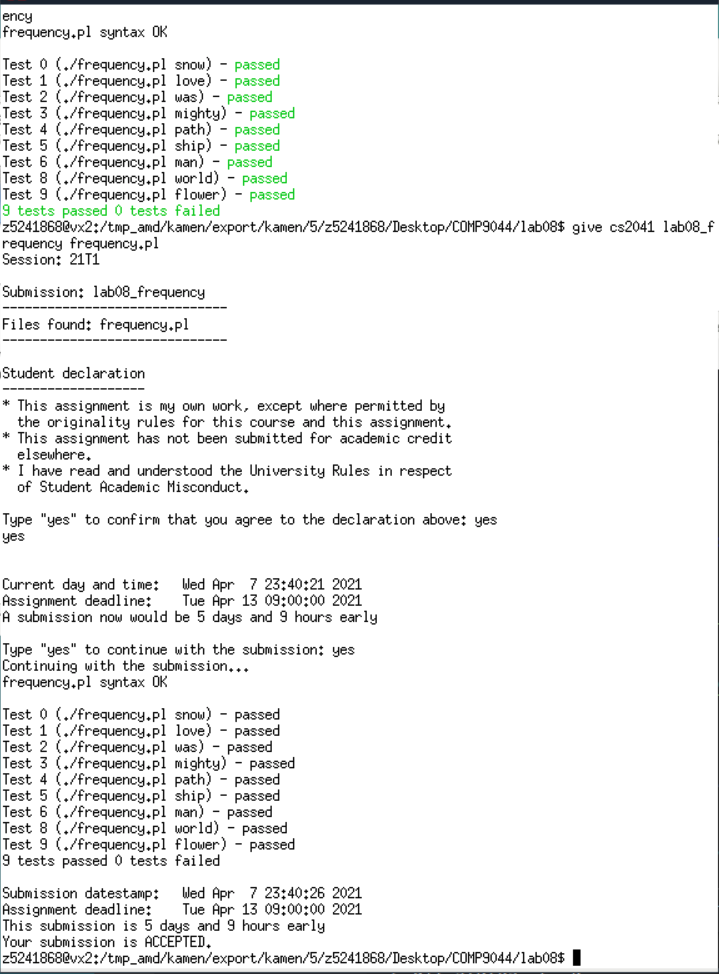 ency
frequency.pl syntax OK
Test 0 (./frequency.pl snow) - passed
Test 1 (./frequency.pl love) - passed
Test 2 (./frequency.pl was) - passed
Test 3 (./frequency.pl mighty) - passed
Test 4 (./frequency.pl path) - passed
Test 5 (./frequency.pl ship) - passed
Test 6 (./frequency.pl man) - passed
Test 8 (./frequency.pl world) - passed
Test 9 (./frequency.pl flower) - passed
9 tests passed 0 tests failed
z5241868@vx2:/tmp_amd/kamen/export/kamen/5/z5241868/Desktop/COMP9044/lab08$ give cs2041 lab08_f
requency frequency.pl
Session: 21T1
Submission: lab08_frequency
------------------------------
Files found: frequency.pl
------------------------------
Student declaration
-------------------
* This assignment is my own work, except where permitted by
the originality rules for this course and this assignment.
* This assignment has not been submitted for academic credit
elsewhere.
* I have read and understood the University Rules in respect
of Student Academic Misconduct.
Type "yes" to confirm that you agree to the declaration above: yes
yes
Current day and time:   Wed Apr  7 23:40:21 2021
Assignment deadline:    Tue Apr 13 09:00:00 2021
A submission now would be 5 days and 9 hours early
Type "yes" to continue with the submission: yes
Continuing with the submission...
frequency.pl syntax OK
Test 0 (./frequency.pl snow) - passed
Test 1 (./frequency.pl love) - passed
Test 2 (./frequency.pl was) - passed
Test 3 (./frequency.pl mighty) - passed
Test 4 (./frequency.pl path) - passed
Test 5 (./frequency.pl ship) - passed
Test 6 (./frequency.pl man) - passed
Test 8 (./frequency.pl world) - passed
Test 9 (./frequency.pl flower) - passed
9 tests passed 0 tests failed
Submission datestamp:   Wed Apr  7 23:40:26 2021
Assignment deadline:    Tue Apr 13 09:00:00 2021
This submission is 5 days and 9 hours early
Your submission is ACCEPTED.
z5241868@vx2:/tmp_amd/kamen/export/kamen/5/z5241868/Desktop/COMP9044/lab08$